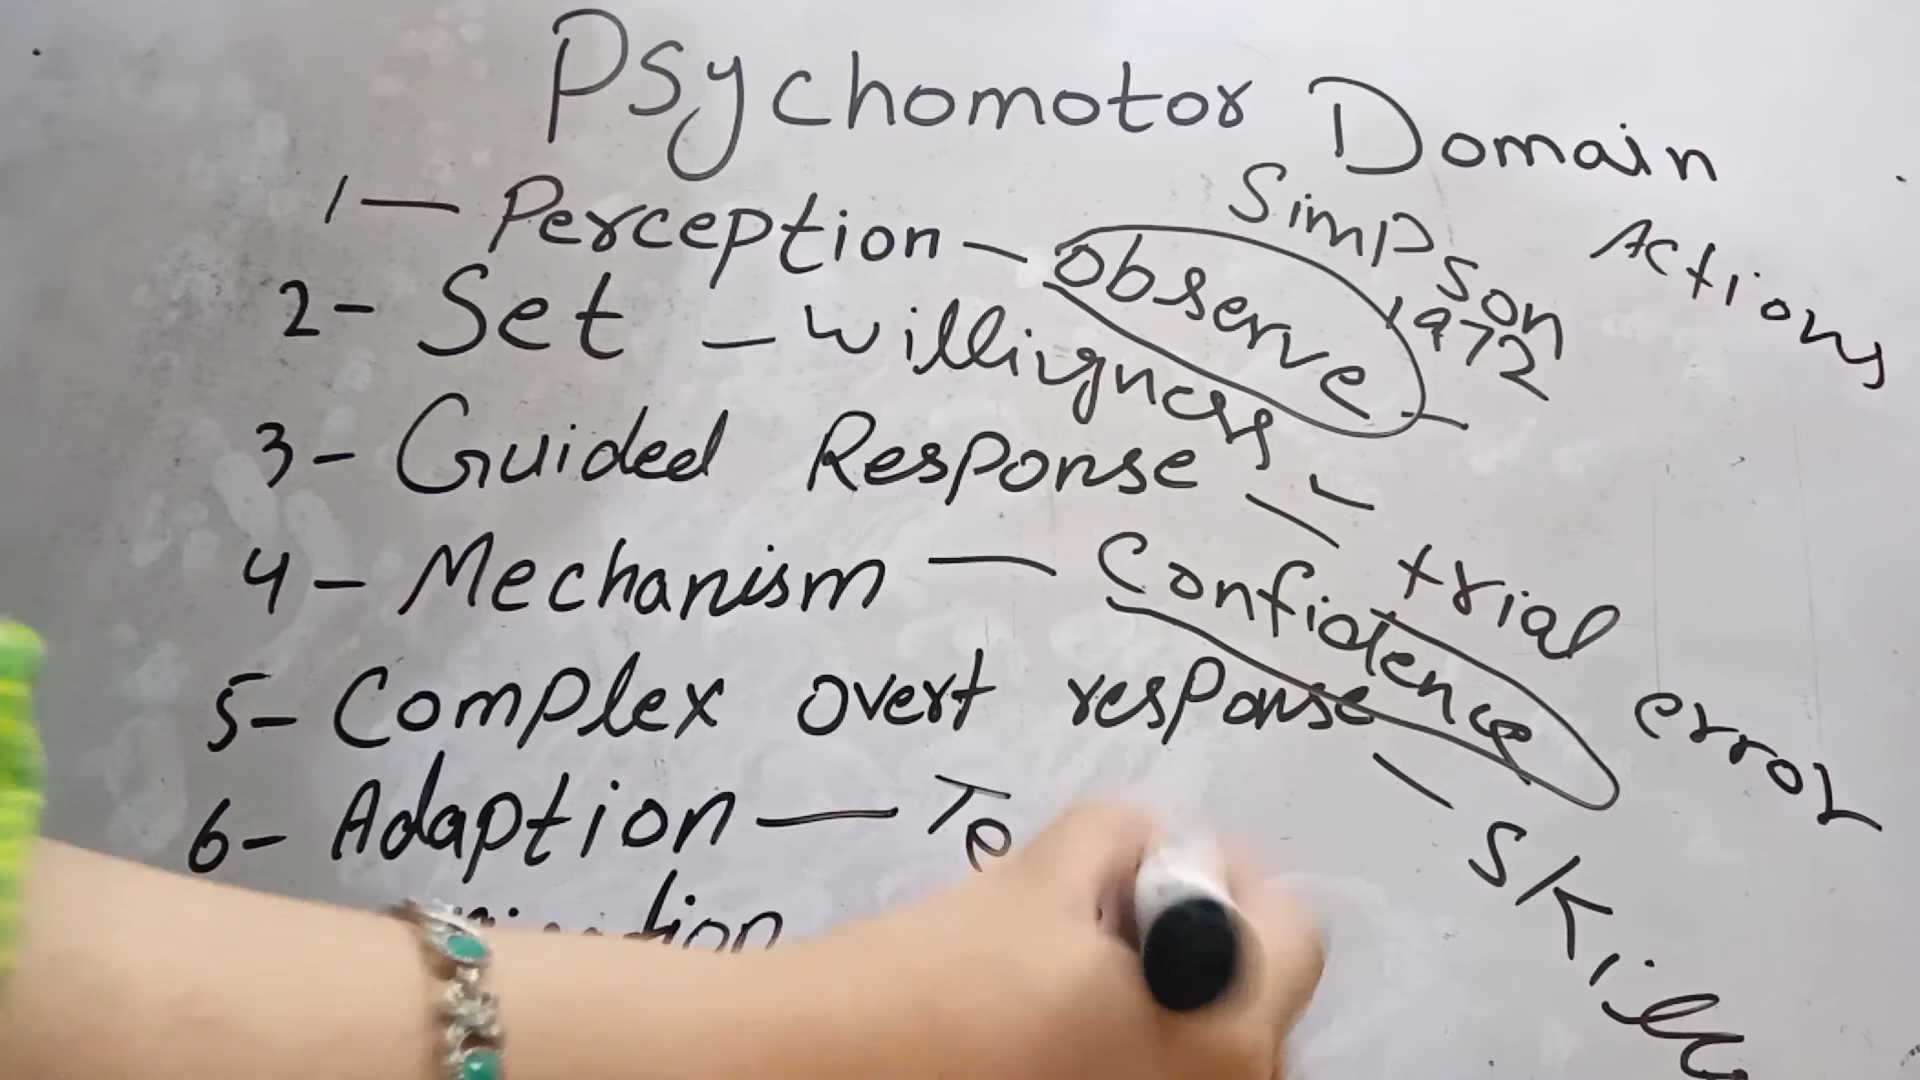 Psychomotor Domain
Simpson 1972
Actions
1 — Perception — observe
2 - Set — willigness
3 - Guided Response — trial error
4 - Mechanism — Confidence
5 - Complex overt response — Skill
6 - Adaption — Te